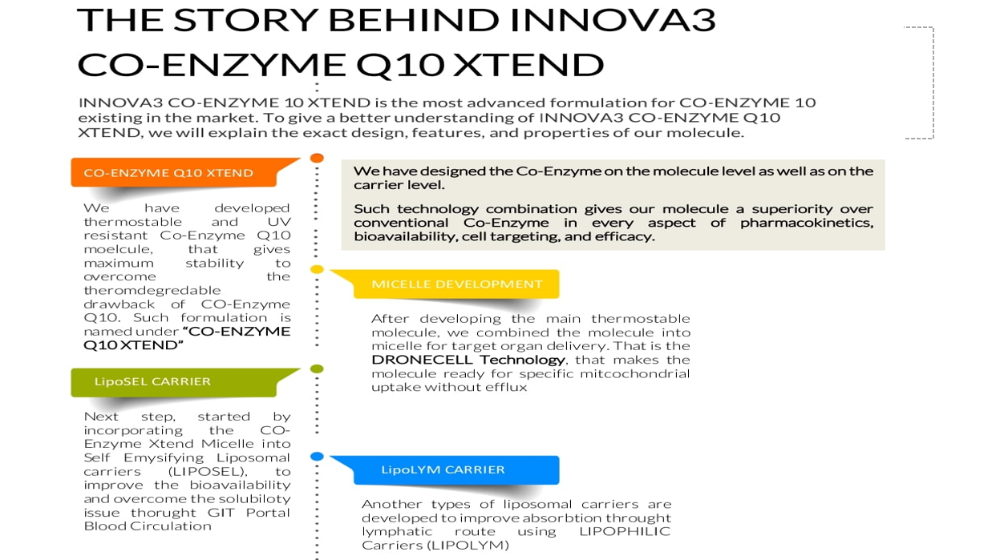 THE STORY BEHIND INNOVA3
CO-ENZYME Q10 XTEND
INNOVA3 CO-ENZYME 10 XTEND is the most advanced formulation for CO-ENZYME 10
existing in the market. To give a better understanding of INNOVA3 CO-ENZYME Q10
XTEND, we will explain the exact design, features, and properties of our molecule.
CO-ENZYME Q10 XTEND
We have developed
thermostable and UV
resistant Co-Enzyme Q10
moelcule, that gives
maximum stability to
overcome the
theromdegredable
drawback of CO-Enzyme
Q10. Such formulation is
named under “CO-ENZYME
Q10 XTEND”
We have designed the Co-Enzyme on the molecule level as well as on the
carrier level.
Such technology combination gives our molecule a superiority over
conventional Co-Enzyme in every aspect of pharmacokinetics,
bioavailability, cell targeting, and efficacy.
MICELLE DEVELOPMENT
After developing the main thermostable
molecule, we combined the molecule into
micelle for target organ delivery. That is the
DRONECELL Technology, that makes the
molecule ready for specific mitcochondrial
uptake without efflux
LipoSEL CARRIER
Next step, started by
incorporating the CO-
Enzyme Xtend Micelle into
Self Emysifying Liposomal
carriers (LIPOSEL), to
improve the bioavailability
and overcome the soluboloty
issue thorught GIT Portal
Blood Circulation
LipoLYM CARRIER
Another types of liposomal carriers are
developed to improve absorbtion throught
lymphatic route using LIPOPHILIC
Carriers (LIPOLYM)